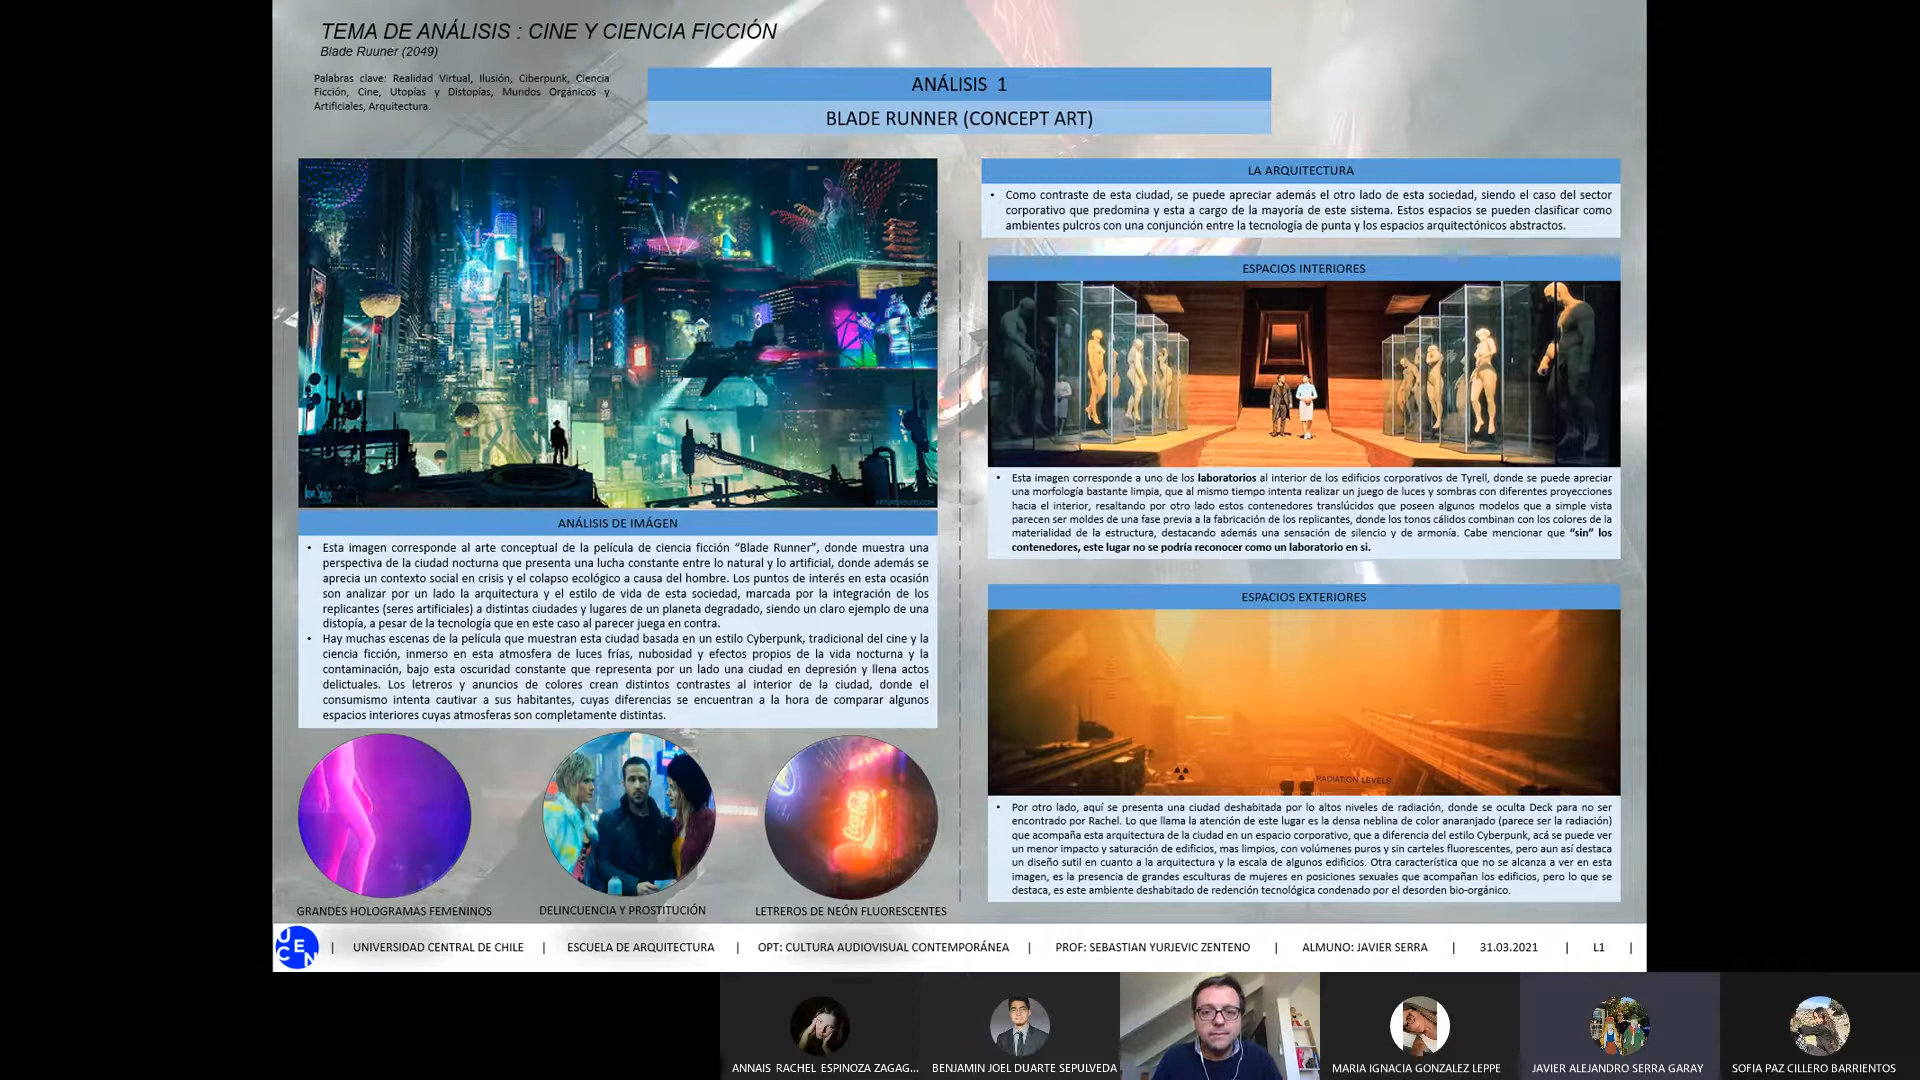 TEMA DE ANÁLISIS : CINE Y CIENCIA FICCIÓN
Blade Ruuner (2049)
Palabras clave: Realidad Virtual, Ilusión, Ciberpunk, Ciencia
Ficción, Cine, Utopías y Distopías, Mundos Orgánicos y
Artificiales, Arquitectura.
ANÁLISIS 1
BLADE RUNNER (CONCEPT ART)
3
ANÁLISIS DE IMÁGEN
• Esta imagen corresponde al arte conceptual de la película de ciencia ficción “Blade Runner”, donde muestra una
perspectiva de la ciudad nocturna que presenta una lucha constante entre lo natural y lo artificial, donde además se
aprecia un contexto social en crisis y el colapso ecológico a causa del hombre. Los puntos de interés en esta ocasión
son analizar por un lado la arquitectura y el estilo de vida de esta sociedad, marcada por la integración de los
replicantes (seres artificiales) a distintas ciudades y lugares de un planeta degradado, siendo un claro ejemplo de una
distopía, a pesar de la tecnología que en este caso al parecer juega en contra.
• Hay muchas escenas de la película que muestran esta ciudad basada en un estilo Cyberpunk, tradicional del cine y la
ciencia ficción, inmerso en esta atmosfera de luces frías, nubosidad y efectos propios de la vida nocturna y la
contaminación, bajo esta oscuridad constante que representa por un lado una ciudad en depresión y llena actos
delictuales. Los letreros y anuncios de colores crean distintos contrastes al interior de la ciudad, donde el
consumismo intenta cautivar a sus habitantes, cuyas diferencias se encuentran a la hora de comparar algunos
espacios interiores cuyas atmosferas son completamente distintas.
GRANDES HOLOGRAMAS FEMENINOS
DELINCUENCIA Y PROSTITUCIÓN
LETREROS DE NEÓN FLUORESCENTES
LA ARQUITECTURA
• Como contraste de esta ciudad, se puede apreciar además el otro lado de esta sociedad, siendo el caso del sector
corporativo que predomina y esta a cargo de la mayoría de este sistema. Estos espacios se pueden clasificar como
ambientes pulcros con una conjunción entre la tecnología de punta y los espacios arquitectónicos abstractos.
ESPACIOS INTERIORES
• Esta imagen corresponde a uno de los laboratorios al interior de los edificios corporativos de Tyrell, donde se puede apreciar
una morfología bastante limpia, que al mismo tiempo intenta realizar un juego de luces y sombras con diferentes proyecciones
hacia el interior, resaltando por otro lado estos contenedores translúcidos que poseen algunos modelos que a simple vista
parecen ser moldes de una fase previa a la fabricación de los replicantes, donde los tonos cálidos combinan con los colores de la
materialidad de la estructura, destacando además una sensación de silencio y de armonía. Cabe mencionar que “sin” los
contenedores, este lugar no se podría reconocer como un laboratorio en si.
ESPACIOS EXTERIORES
RADIATION LEVELS
• Por otro lado, aquí se presenta una ciudad deshabitada por lo altos niveles de radiación, donde se oculta Deck para no ser
encontrado por Rachel. Lo que llama la atención de este lugar es la densa neblina de color anaranjado (parece ser la radiación)
que acompaña esta arquitectura de la ciudad en un espacio corporativo, que a diferencia del estilo Cyberpunk, acá se puede ver
un menor impacto y saturación de edificios, mas limpios, con volúmenes puros y sin carteles fluorescentes, pero aun así destaca
un diseño sutil en cuanto a la arquitectura y la escala de algunos edificios. Otra característica que no se alcanza a ver en esta
imagen, es la presencia de grandes esculturas de mujeres en posiciones sexuales que acompañan los edificios, pero lo que se
destaca, es este ambiente deshabitado de redención tecnológica condenado por el desorden bio-orgánico.
UCEN | UNIVERSIDAD CENTRAL DE CHILE | ESCUELA DE ARQUITECTURA | OPT: CULTURA AUDIOVISUAL CONTEMPORÁNEA | PROF: SEBASTIAN YURJEVIC ZENTENO | ALMUNO: JAVIER SERRA | 31.03.2021 | L1 |
ANNAIS RACHEL ESPINOZA ZAGAG...
BENJAMIN JOEL DUARTE SEPULVEDA
MARIA IGNACIA GONZALEZ LEPPE
JAVIER ALEJANDRO SERRA GARAY
SOFIA PAZ CILLERO BARRIENTOS